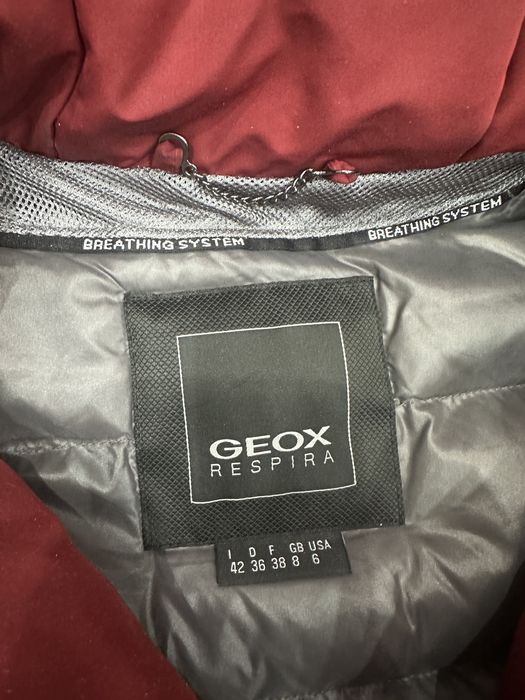 BREATHING SYSTEM
BREATHING SYSTEM
GEOX
RESPIRA
I D F GB USA
42 36 38 8 6